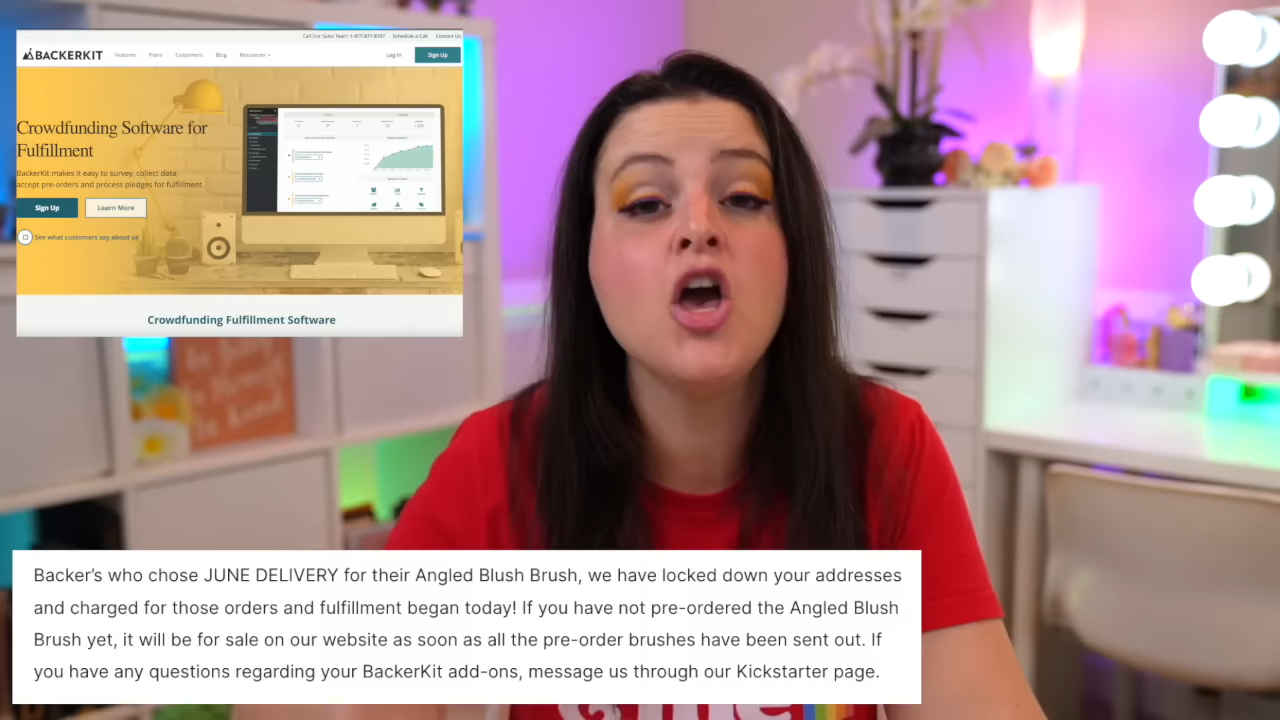 Call Our Sales Team: 1-877-877-8707 Schedule a Call Contact Us
BACKERKIT Features Plans Customers Blog Resources Log In Sign Up
Crowdfunding Software for
Fulfillment
BackerKit makes it easy to survey, collect data,
accept pre-orders and process pledges for fulfillment
Sign Up Learn More
See what customers say about us
Crowdfunding Fulfillment Software
be kind
Backer’s who chose JUNE DELIVERY for their Angled Blush Brush, we have locked down your addresses
and charged for those orders and fulfillment began today! If you have not pre-ordered the Angled Blush
Brush yet, it will be for sale on our website as soon as all the pre-order brushes have been sent out. If
you have any questions regarding your BackerKit add-ons, message us through our Kickstarter page.